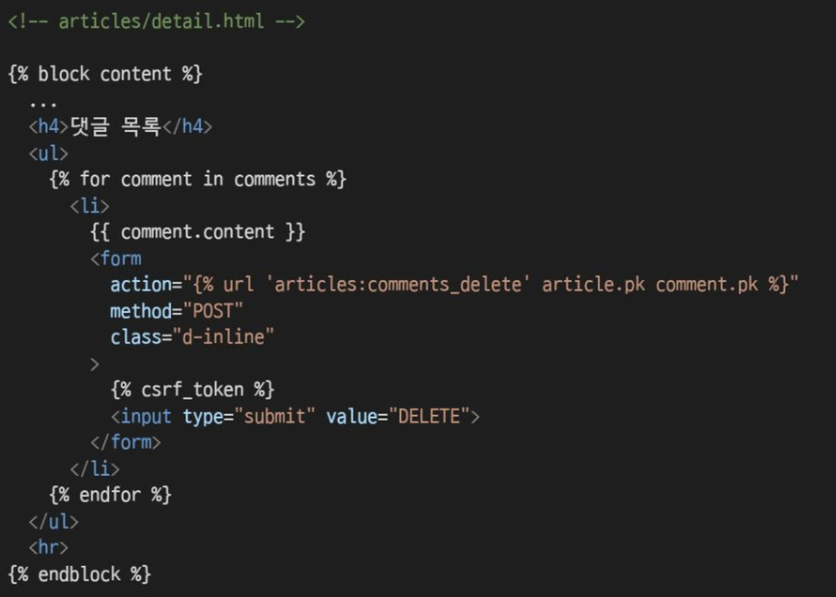 <!-- articles/detail.html -->
{% block content %}
...
<h4>댓글 목록</h4>
<ul>
{% for comment in comments %}
<li>
{{ comment.content }}
<form
action="{% url 'articles:comments_delete' article.pk comment.pk %}"
method="POST"
class="d-inline"
>
{% csrf_token %}
<input type="submit" value="DELETE">
</form>
</li>
{% endfor %}
</ul>
<hr>
{% endblock %}